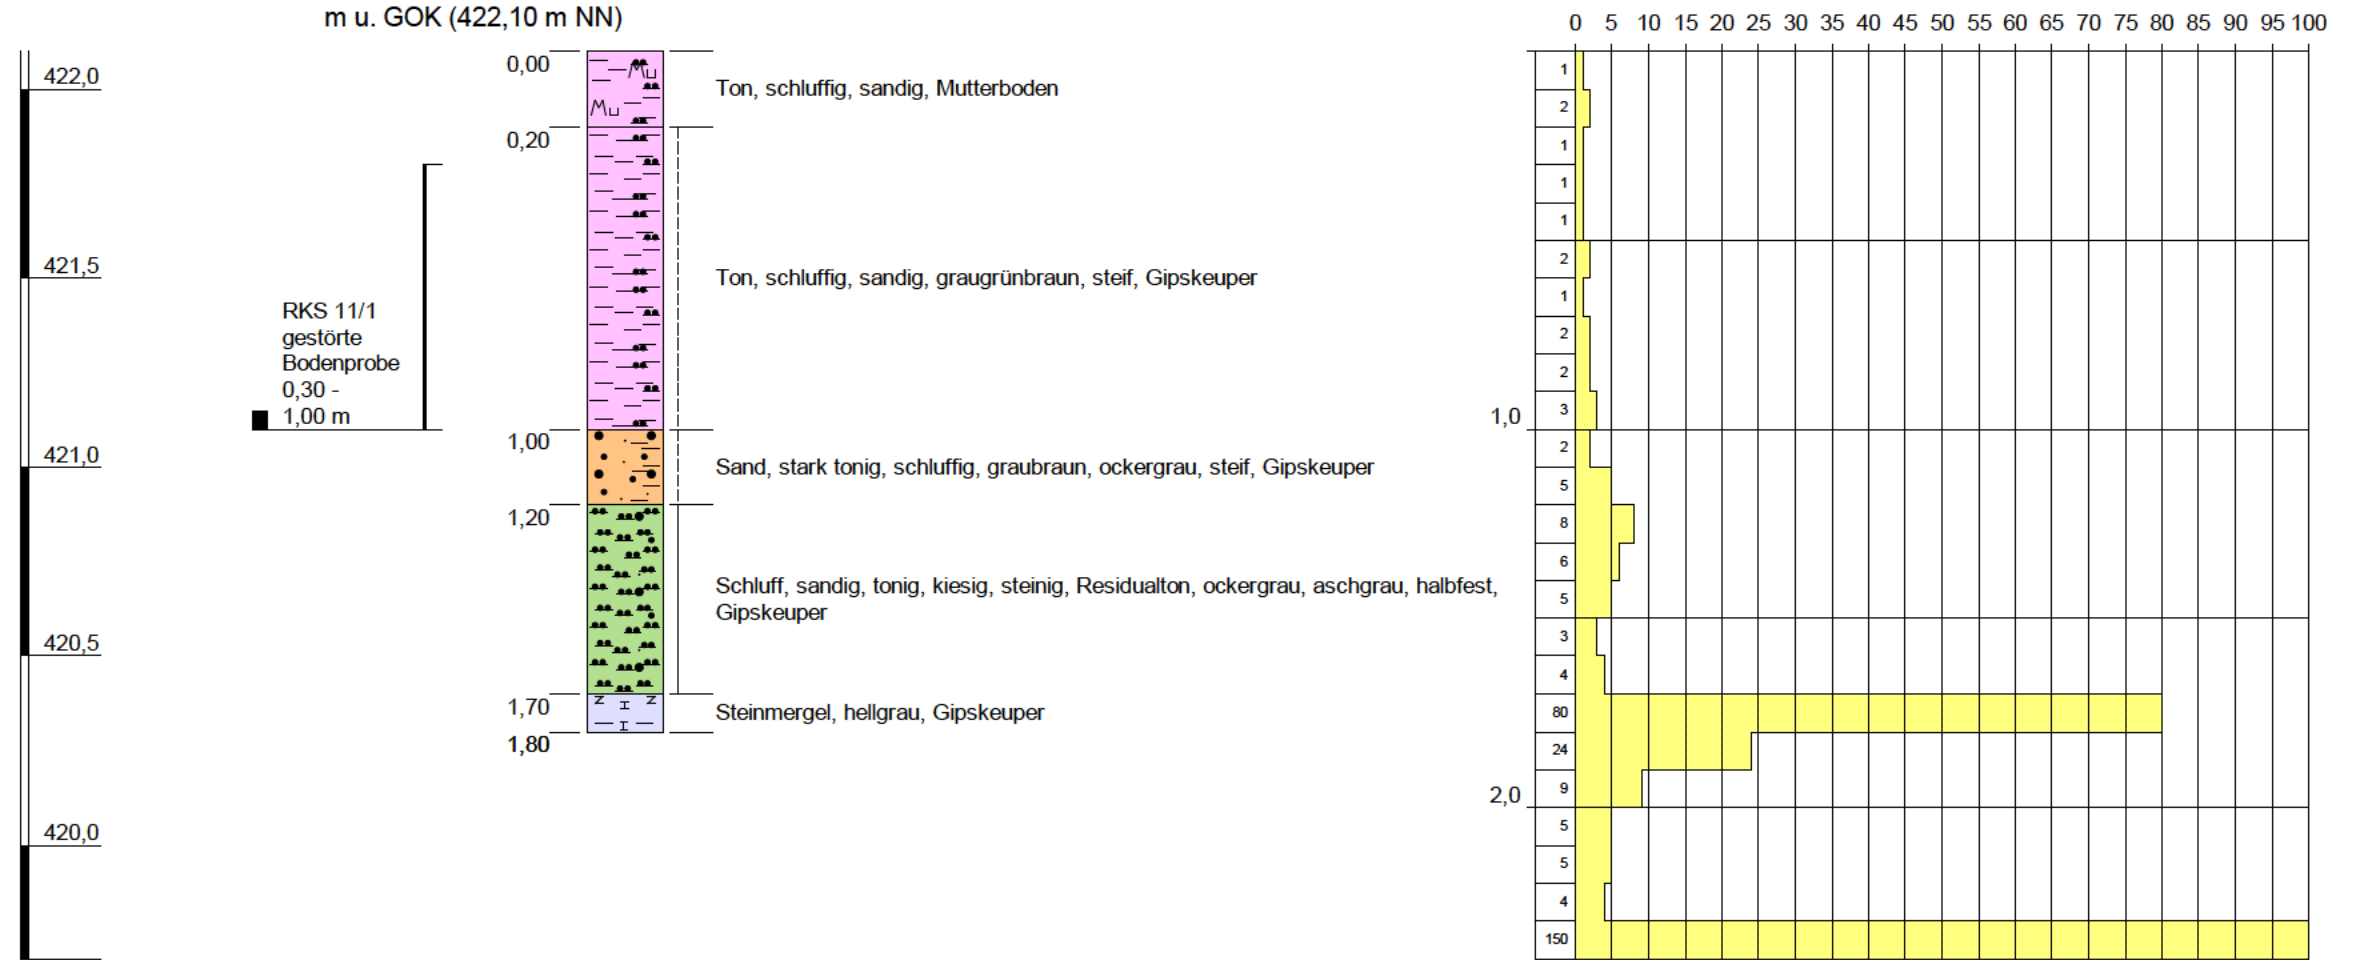 m u. GOK (422,10 m NN)
0 5 10 15 20 25 30 35 40 45 50 55 60 65 70 75 80 85 90 95 100
422,0
421,5
421,0
420,5
420,0
RKS 11/1
gestörte
Bodenprobe
0,30 -
1,00 m
0,00
0,20
1,00
1,20
1,70
1,80
Mu
Mu
Ton, schluffig, sandig, Mutterboden
Ton, schluffig, sandig, graugrünbraun, steif, Gipskeuper
Sand, stark tonig, schluffig, graubraun, ockergrau, steif, Gipskeuper
Schluff, sandig, tonig, kiesig, steinig, Residualton, ockergrau, aschgrau, halbfest,
Gipskeuper
Steinmergel, hellgrau, Gipskeuper
1,0
2,0
1
2
1
1
1
2
1
2
2
3
2
5
8
6
5
3
4
80
24
9
5
5
4
150